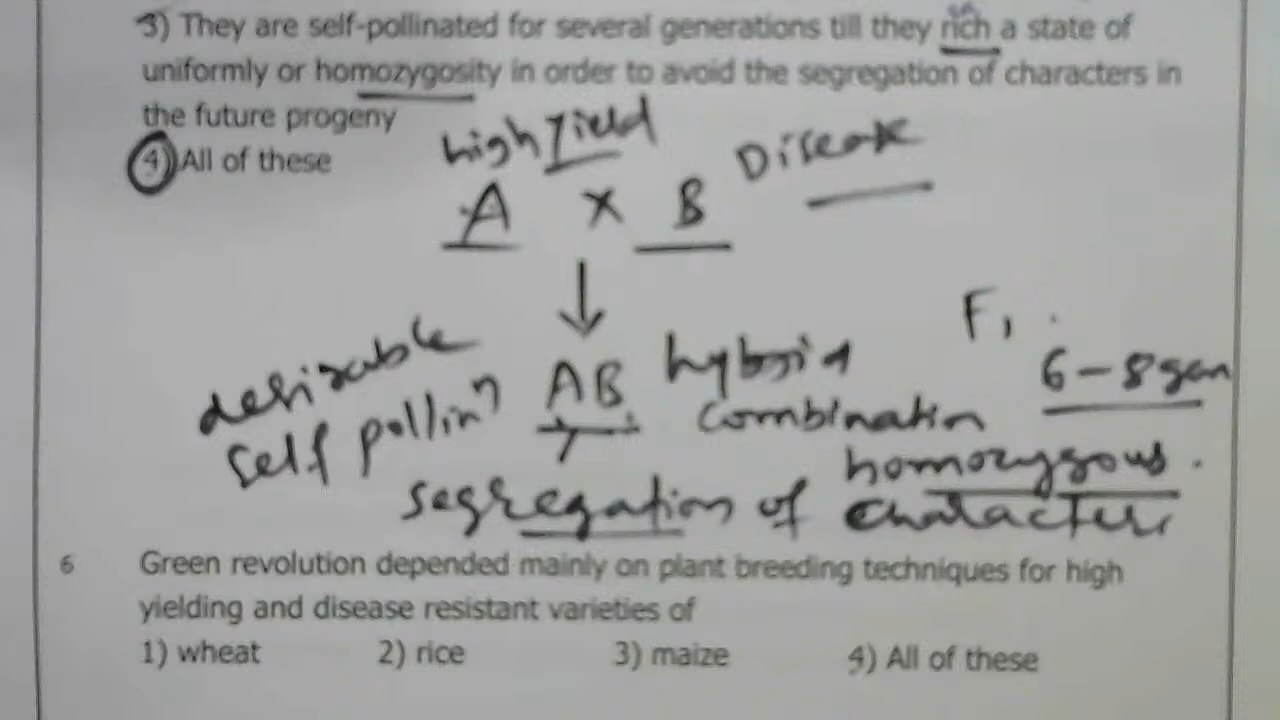 3) They are self-pollinated for several generations till they rich a state of
uniformly or homozygosity in order to avoid the segregation of characters in
the future progeny
4) All of these
high yield
Disease
A x B
F1
desirable
AB hybrid
6-8 gen
self pollinn
combination
homozygous.
segregation of characters
6 Green revolution depended mainly on plant breeding techniques for high
yielding and disease resistant varieties of
1) wheat 2) rice 3) maize 4) All of these